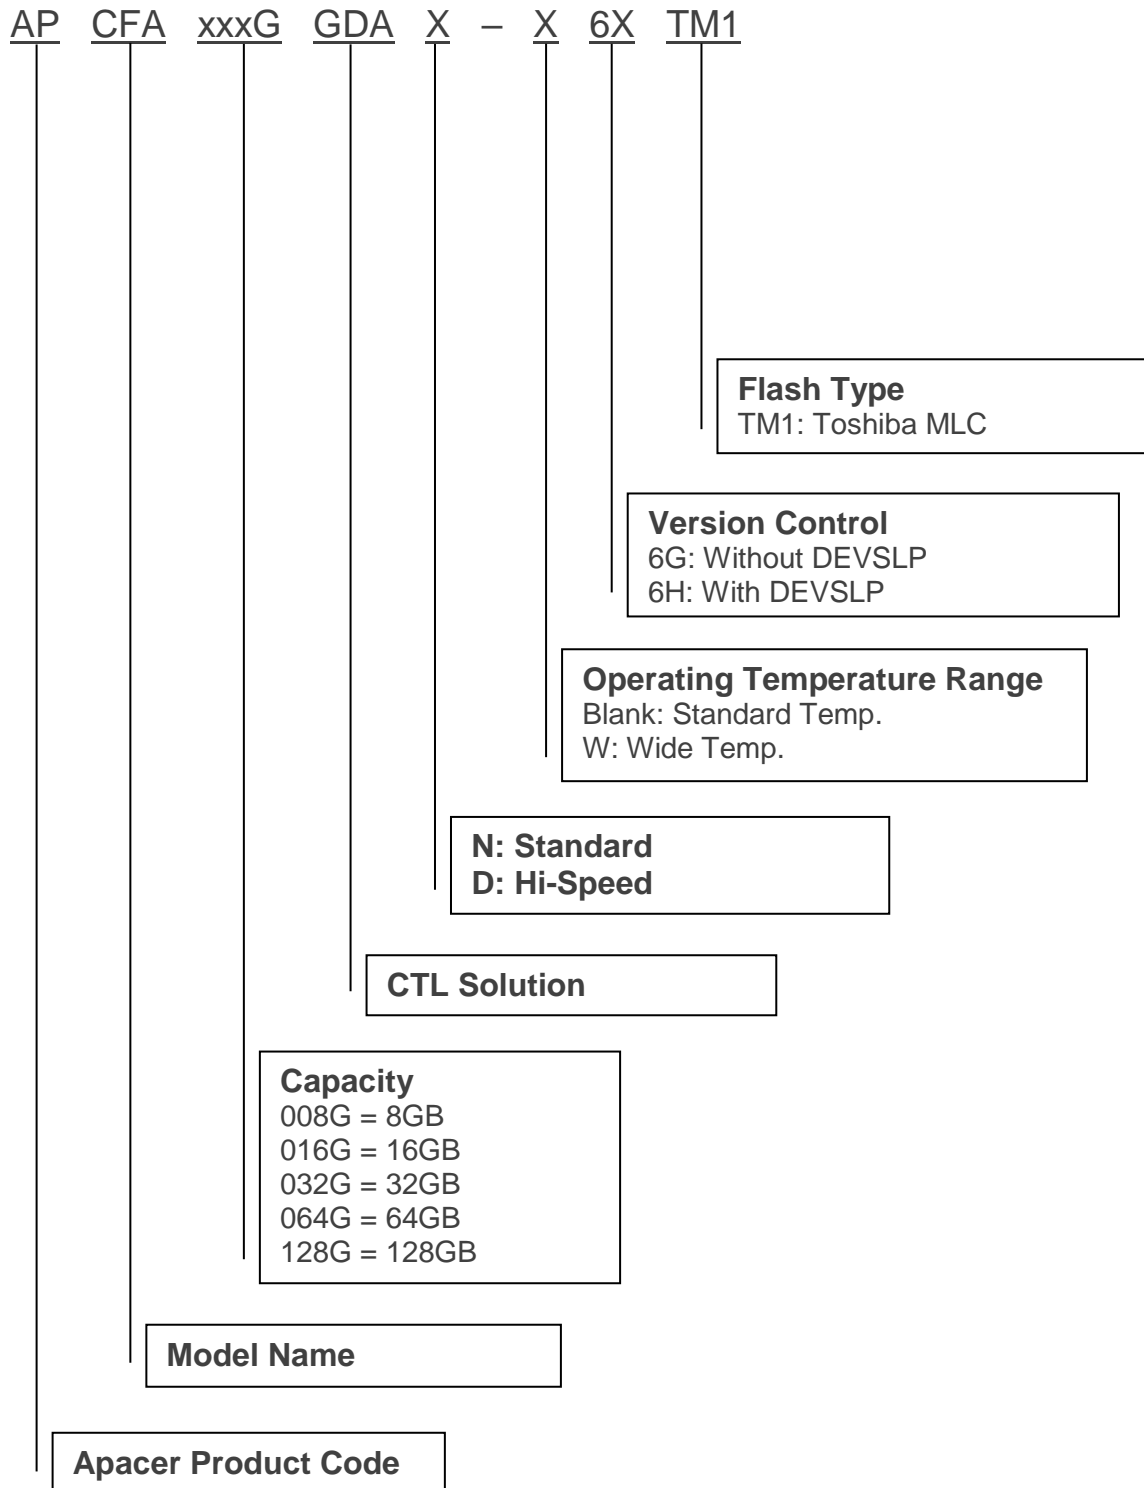 AP CFA xxxG GDA X – X 6X TM1
Flash Type
TM1: Toshiba MLC
Version Control
6G: Without DEVSLP
6H: With DEVSLP
Operating Temperature Range
Blank: Standard Temp.
W: Wide Temp.
N: Standard
D: Hi-Speed
CTL Solution
Capacity
008G = 8GB
016G = 16GB
032G = 32GB
064G = 64GB
128G = 128GB
Model Name
Apacer Product Code